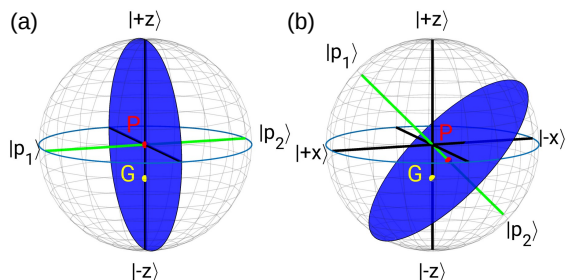 (a)
|+z⟩
P
|p₁⟩
|p₂⟩
G
|-z⟩
(b)
|+z⟩
|p₁⟩
P
|+x⟩
|-x⟩
G
|p₂⟩
|-z⟩